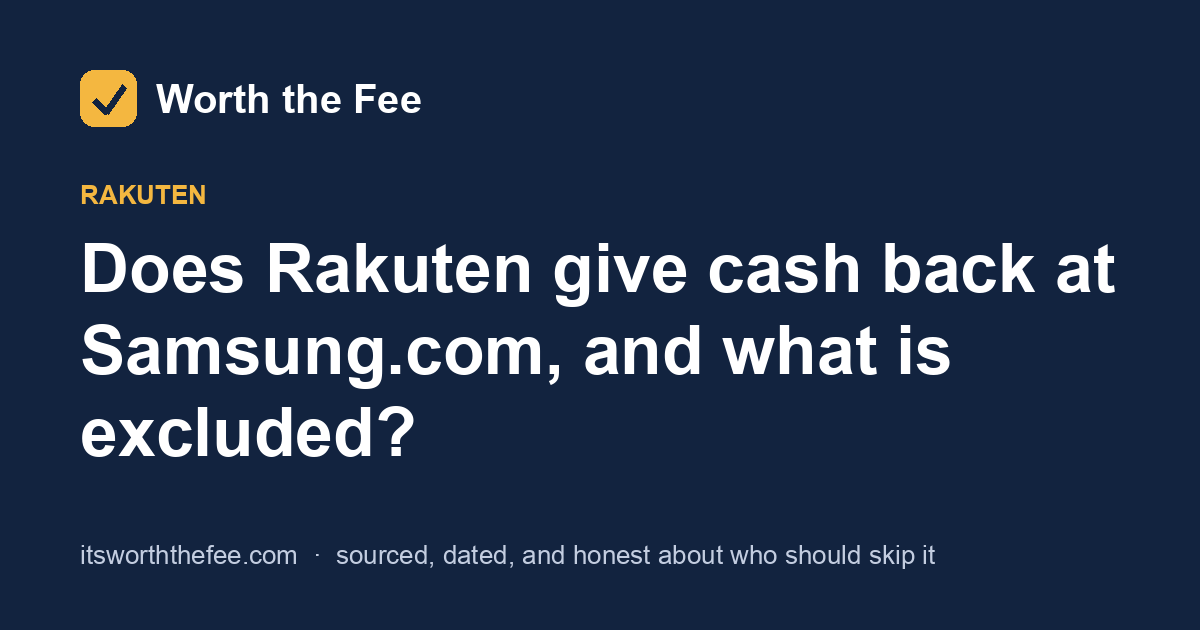 Worth the Fee
RAKUTEN
Does Rakuten give cash back at
Samsung.com, and what is
excluded?
itsworththefee.com · sourced, dated, and honest about who should skip it